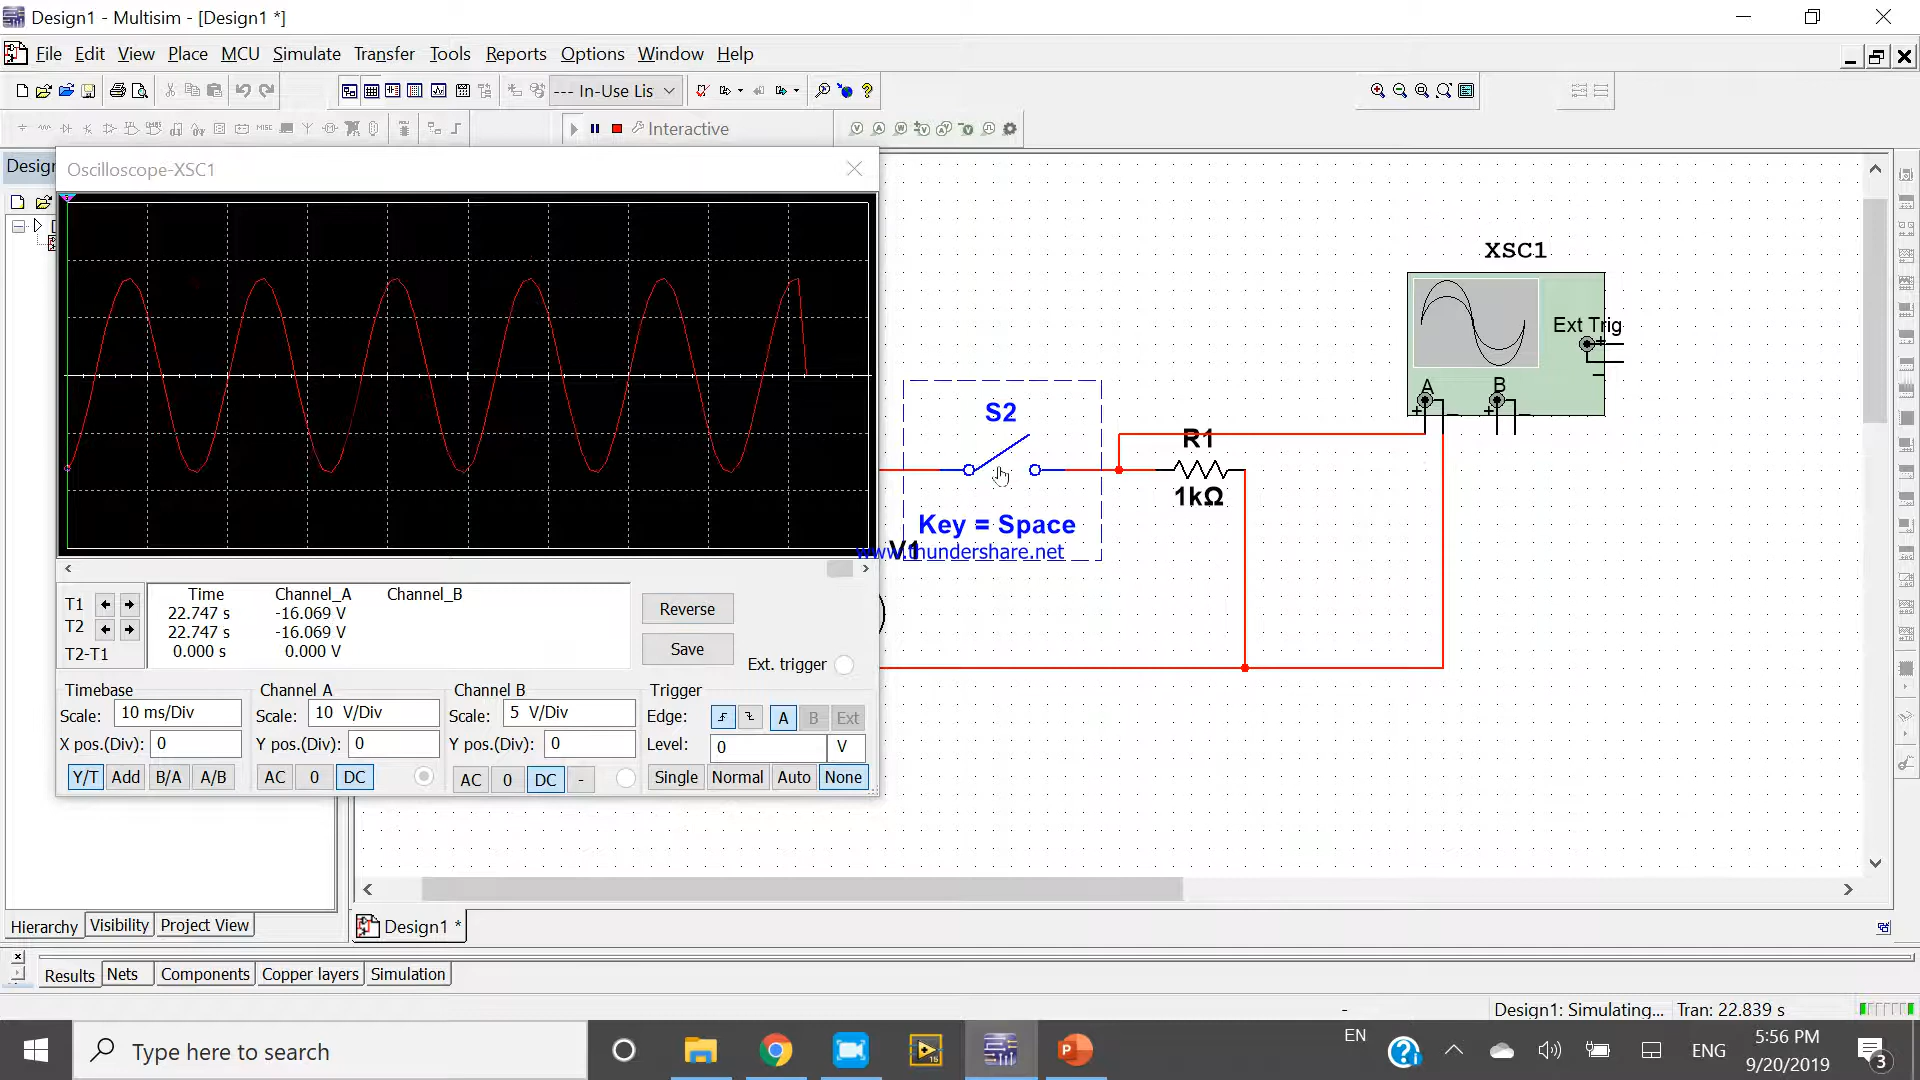 Design1 - Multisim - [Design1 *]
File Edit View Place MCU Simulate Transfer Tools Reports Options Window Help
--- In-Use Lis
Interactive
Desigr
Oscilloscope-XSC1
XSC1
Ext Trig
A B
S2
R1
1kΩ
Key = Space
V1
www.thundershare.net
Time Channel_A Channel_B
T1 22.747 s -16.069 V
T2 22.747 s -16.069 V
T2-T1 0.000 s 0.000 V
Reverse
Save
Ext. trigger
Timebase Channel A Channel B Trigger
Scale: 10 ms/Div Scale: 10 V/Div Scale: 5 V/Div Edge: A B Ext
X pos.(Div): 0 Y pos.(Div): 0 Y pos.(Div): 0 Level: 0 V
Y/T Add B/A A/B AC 0 DC AC 0 DC - Single Normal Auto None
Hierarchy Visibility Project View
Design1 *
Results Nets Components Copper layers Simulation
- Design1: Simulating... Tran: 22.839 s
Type here to search
EN
ENG
5:56 PM
9/20/2019
3